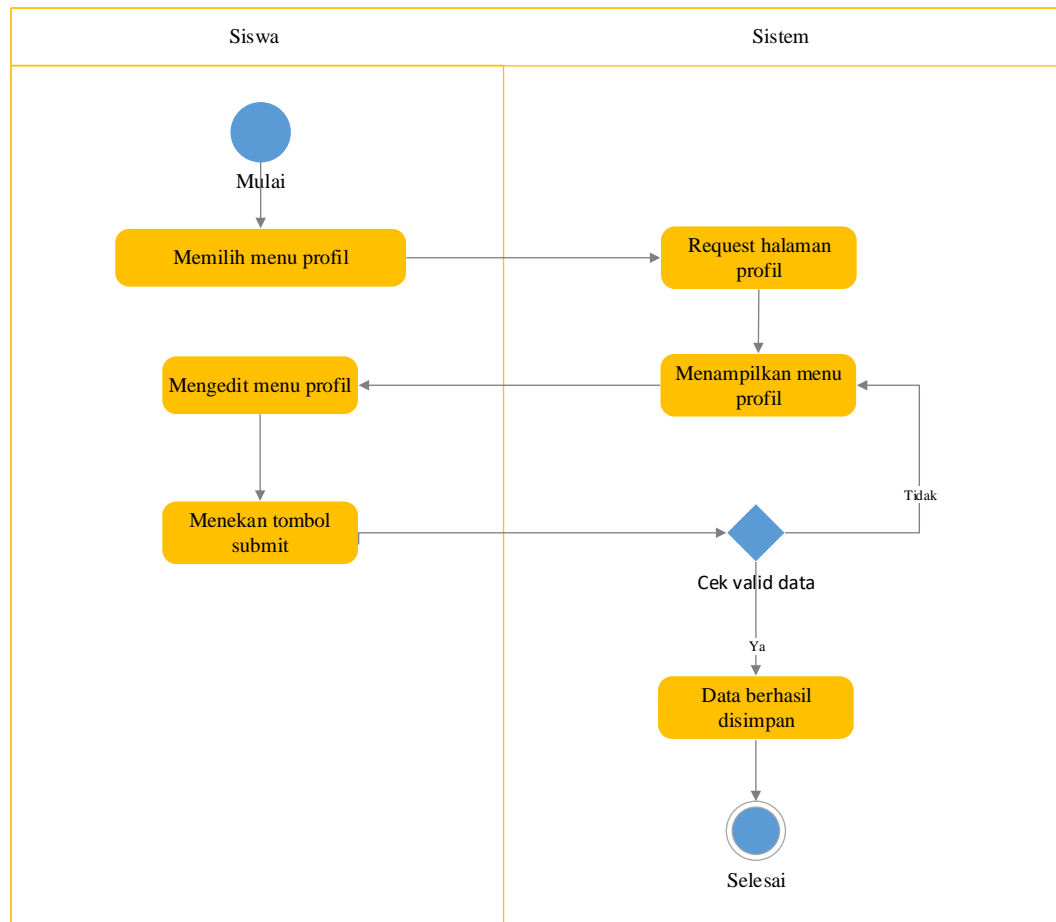 Siswa
Sistem
Mulai
Memilih menu profil
Request halaman
profil
Mengedit menu profil
Menampilkan menu
profil
Tidak
Menekan tombol
submit
Cek valid data
Ya
Data berhasil
disimpan
Selesai